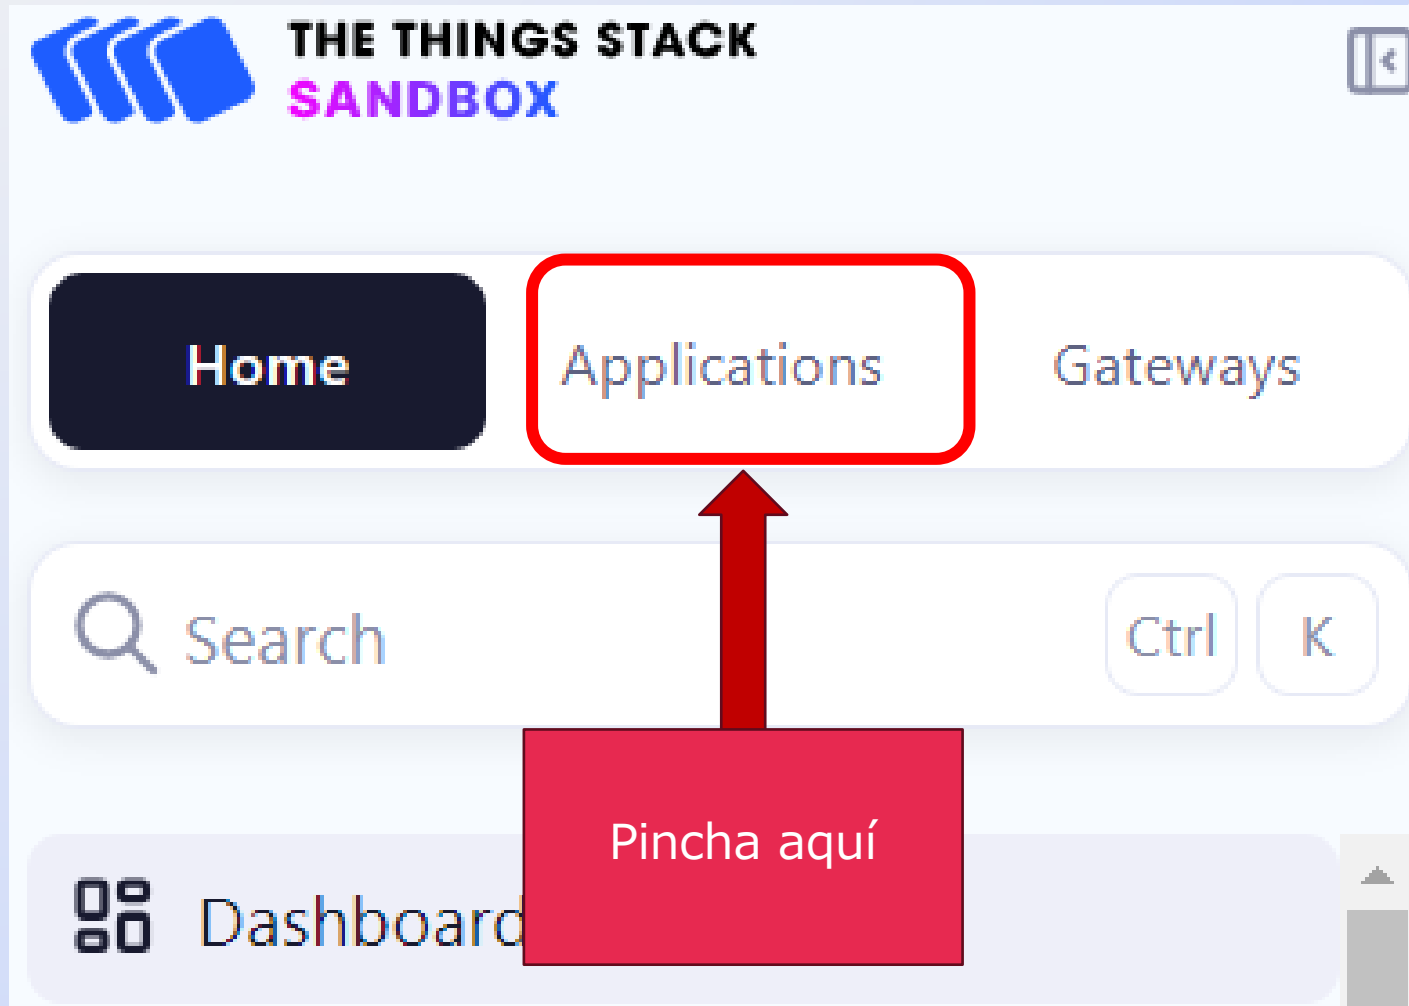 THE THINGS STACK
SANDBOX
Home Applications Gateways
Search Ctrl K
Pincha aquí
Dashboard